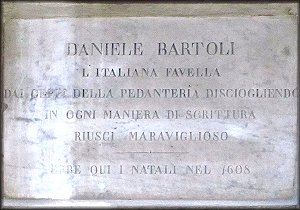 DANIELE BARTOLI
L'ITALIANA FAVELLA
DAI CEPPI DELLA PEDANTERIA DISCIOGLIENDO
IN OGNI MANIERA DI SCRITTURA
RIUSCI MARAVIGLIOSO
EBBE QUI I NATALI NEL 1608